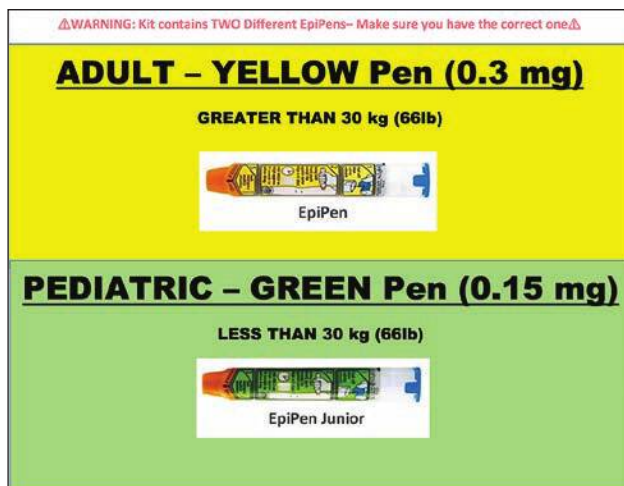 ⚠WARNING: Kit contains TWO Different EpiPens– Make sure you have the correct one⚠
ADULT – YELLOW Pen (0.3 mg)
GREATER THAN 30 kg (66lb)
EpiPen
PEDIATRIC – GREEN Pen (0.15 mg)
LESS THAN 30 kg (66lb)
EpiPen Junior